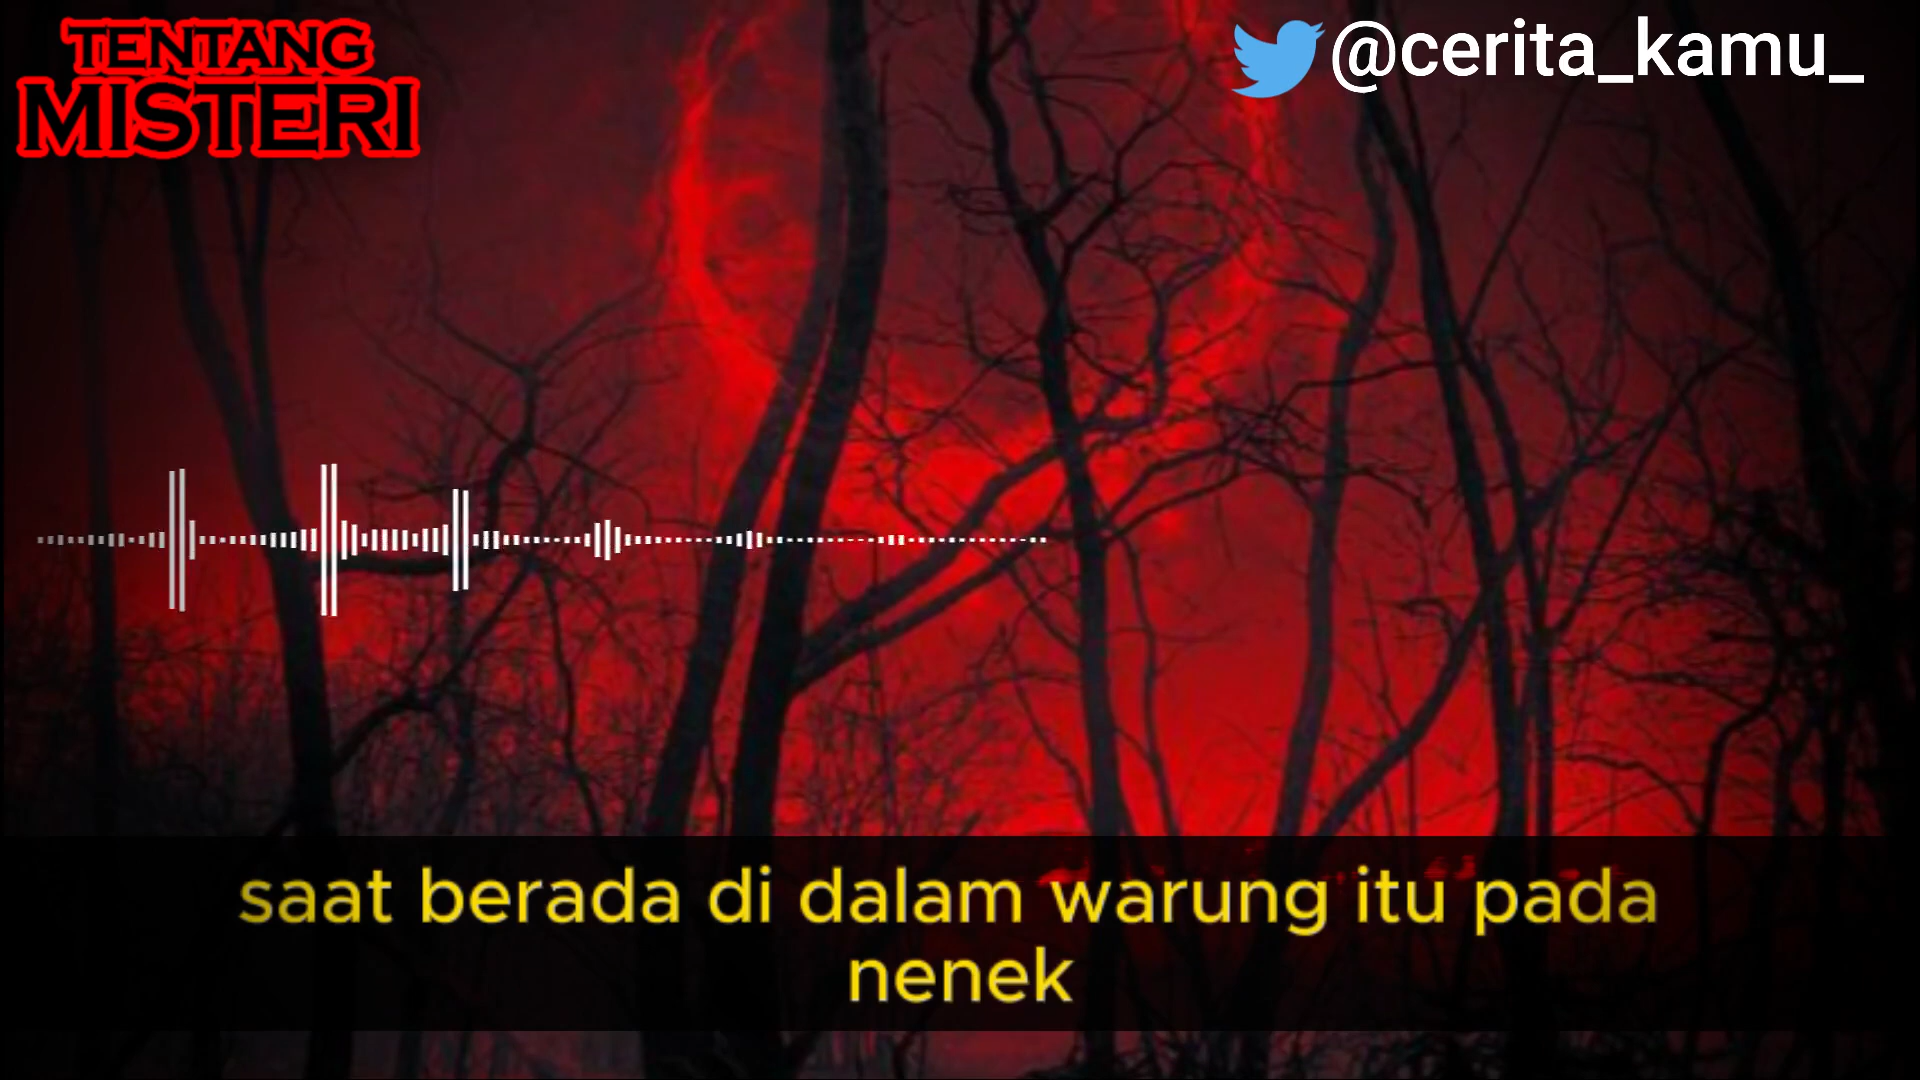 TENTANG
MISTERI
@cerita_kamu_
saat berada di dalam warung itu pada
nenek